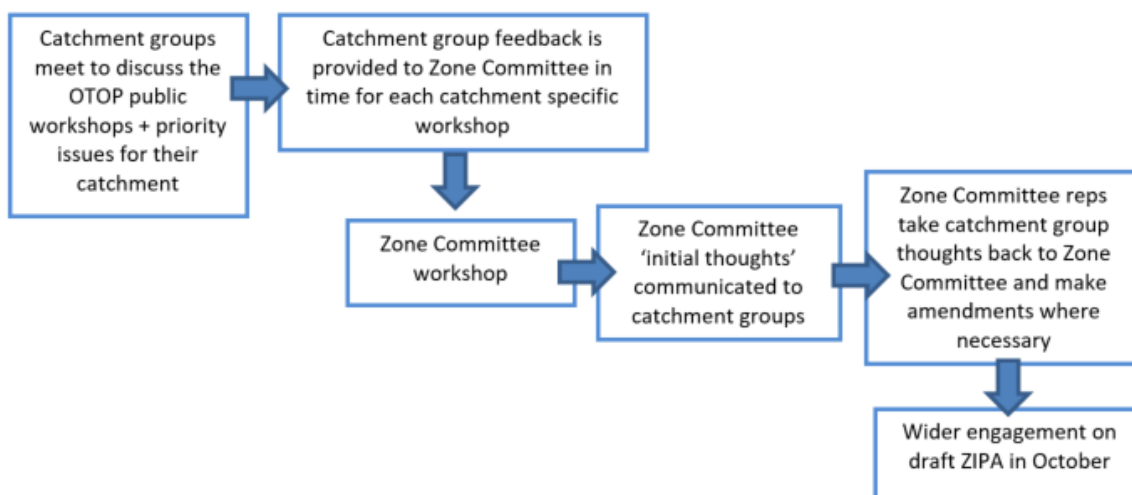 Catchment groups
meet to discuss the
OTOP public
workshops + priority
issues for their
catchment
Catchment group feedback is
provided to Zone Committee in
time for each catchment specific
workshop
Zone Committee
workshop
Zone Committee
‘initial thoughts’
communicated to
catchment groups
Zone Committee reps
take catchment group
thoughts back to Zone
Committee and make
amendments where
necessary
Wider engagement on
draft ZIPA in October